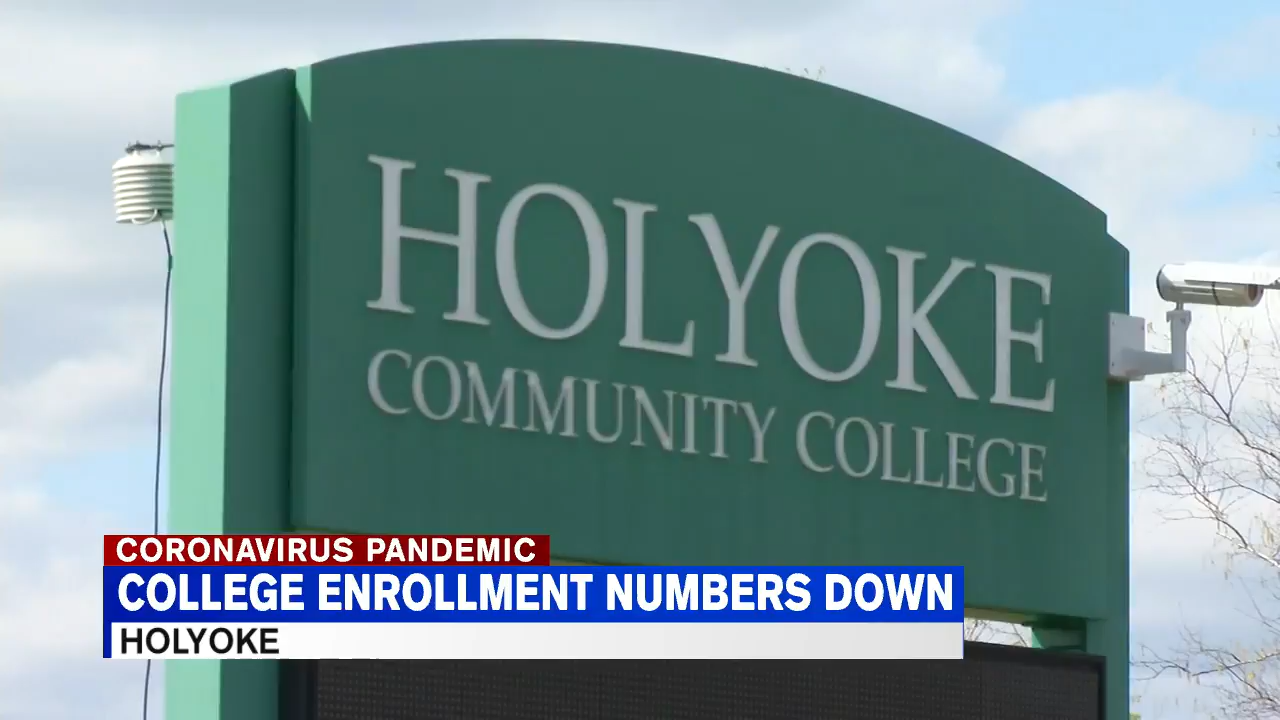 HOLYOKE
COMMUNITY COLLEGE
CORONAVIRUS PANDEMIC
COLLEGE ENROLLMENT NUMBERS DOWN
HOLYOKE